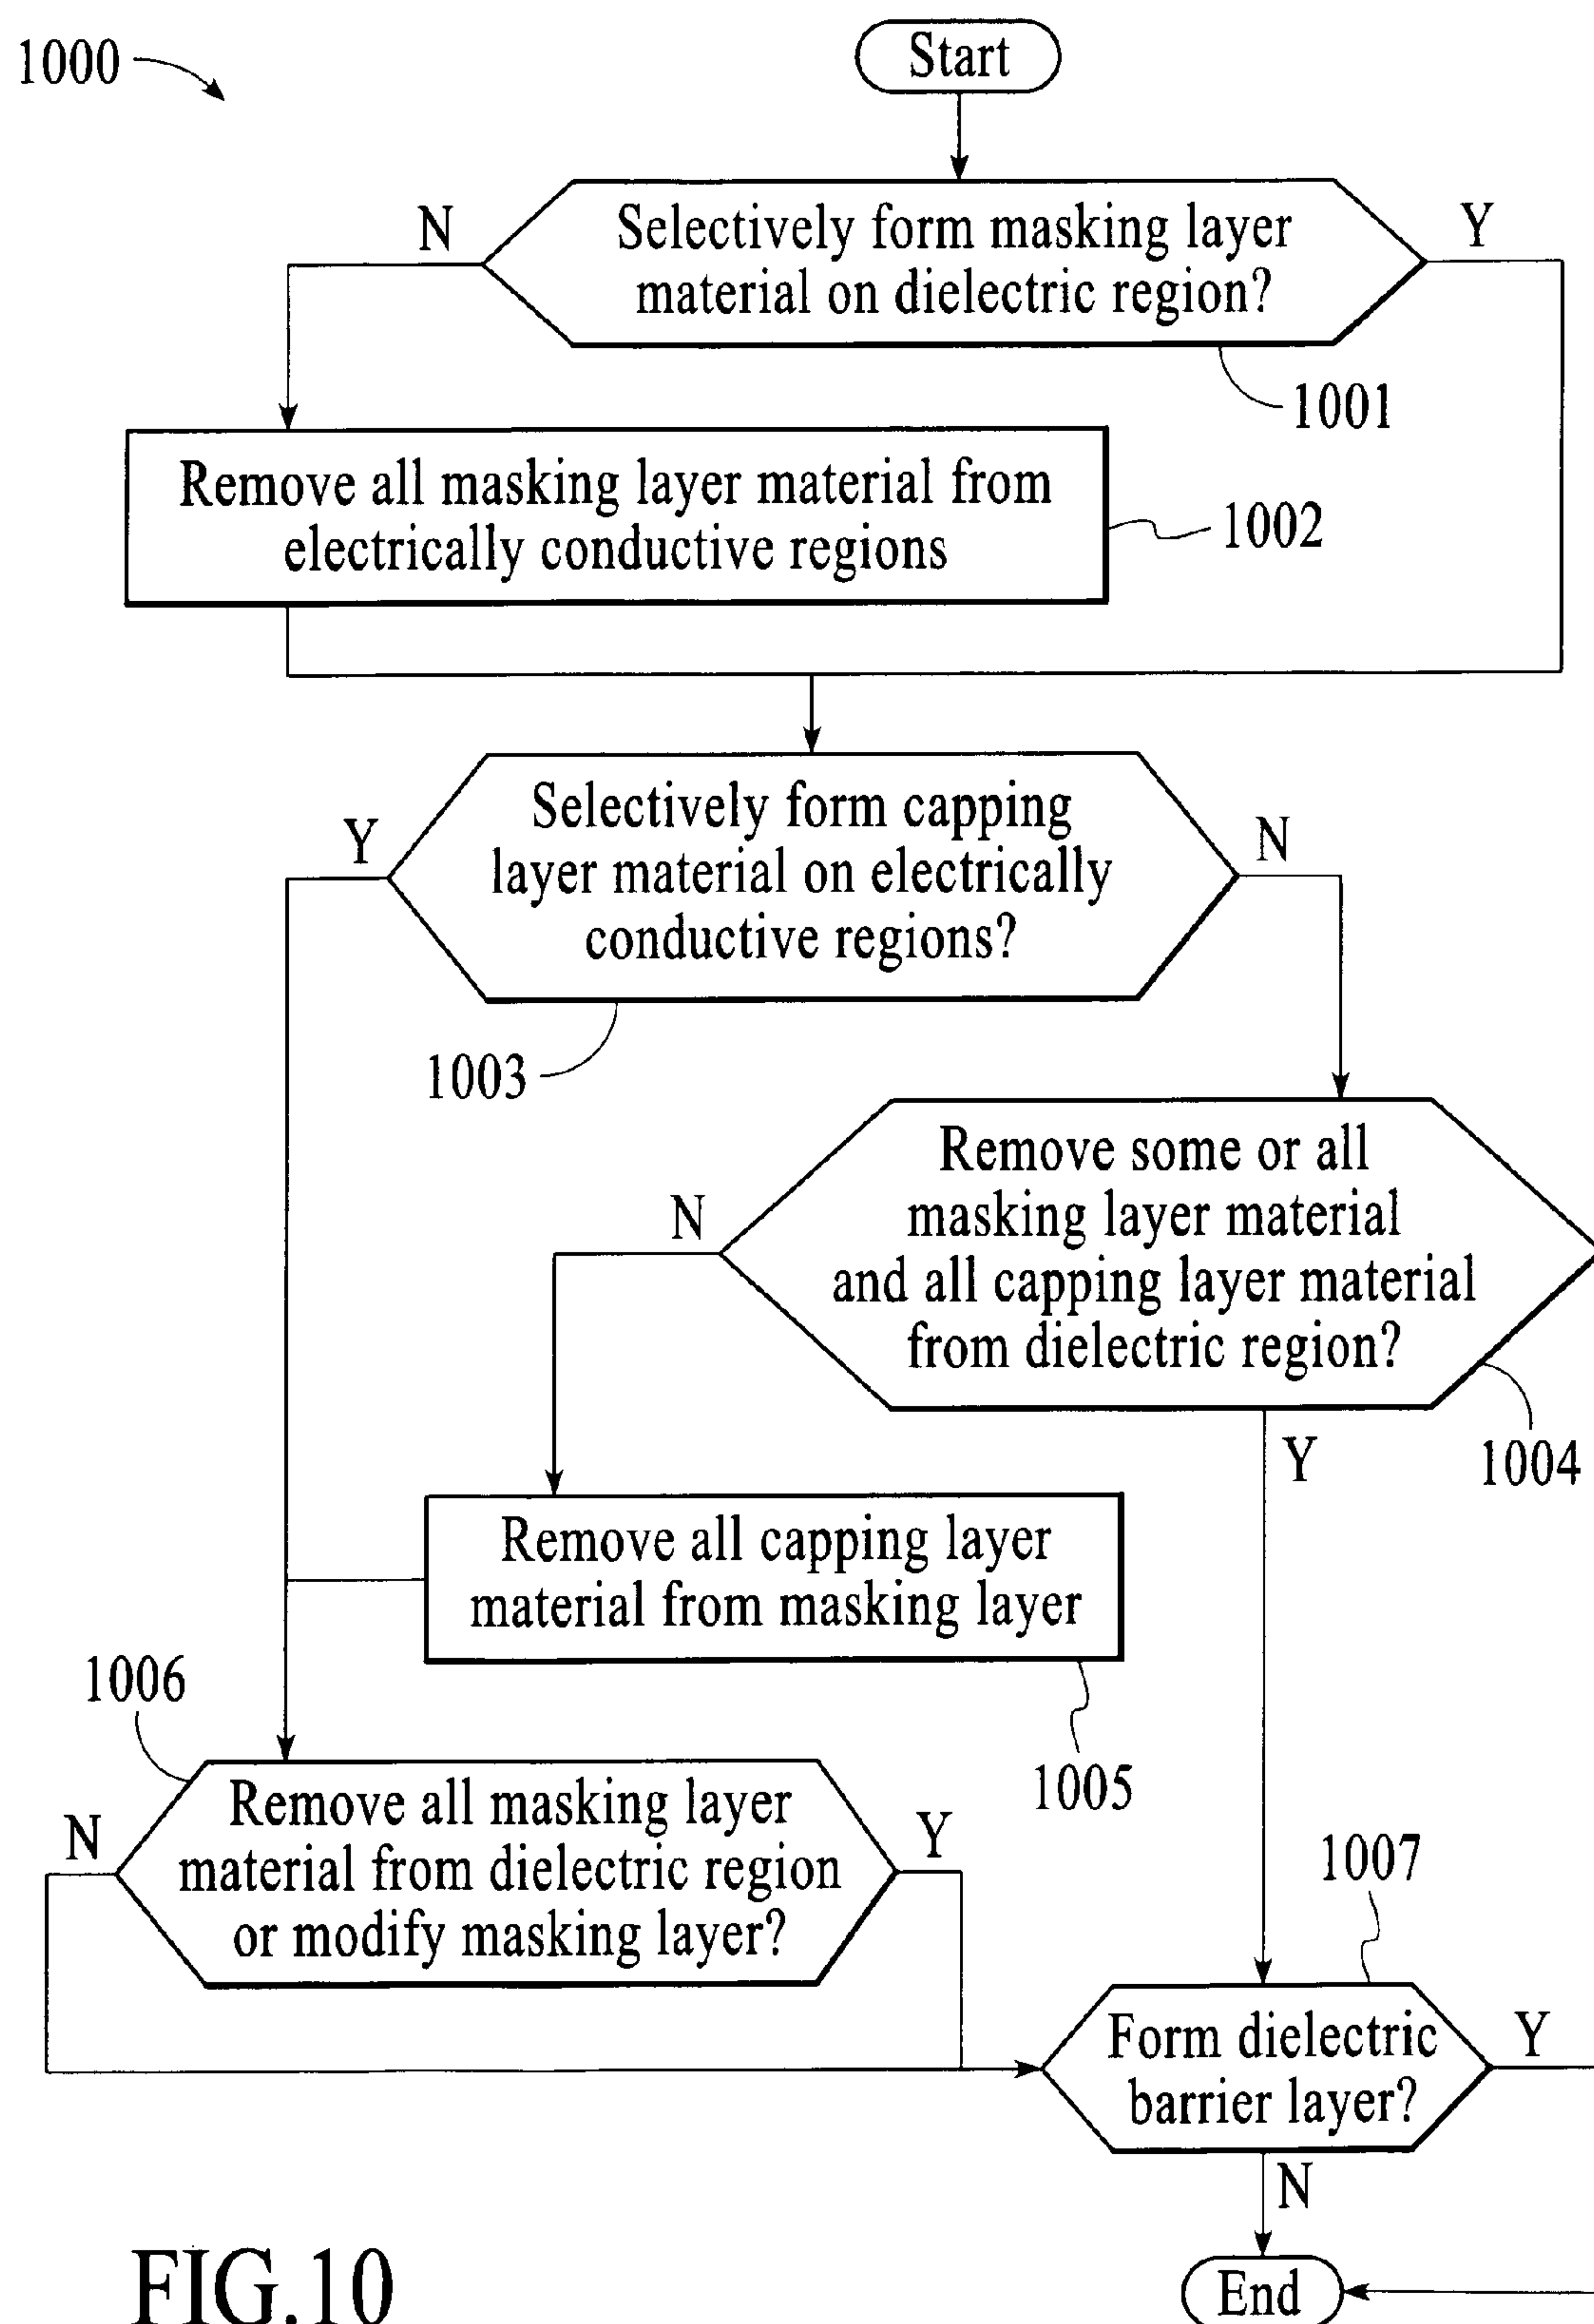 1000
Start
N
Selectively form masking layer
material on dielectric region?
Y
1001
Remove all masking layer material from
electrically conductive regions
1002
Y
Selectively form capping
layer material on electrically
conductive regions?
N
1003
N
Remove some or all
masking layer material
and all capping layer material
from dielectric region?
Y
1004
Remove all capping layer
material from masking layer
1005
1006
N
Remove all masking layer
material from dielectric region
or modify masking layer?
Y
1007
Form dielectric
barrier layer?
Y
N
End
FIG.10